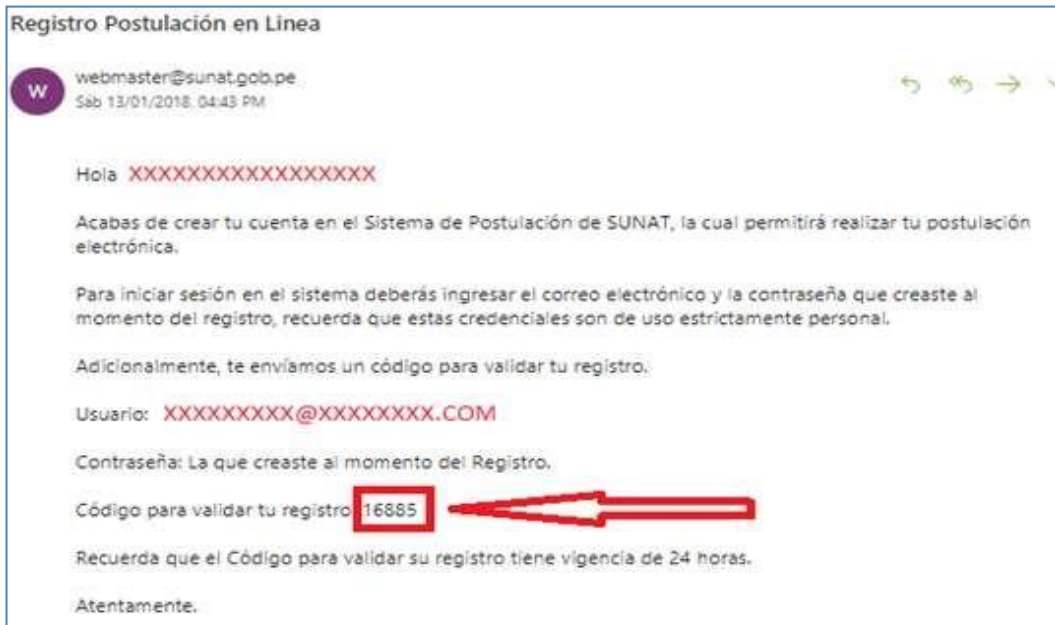 Registro Postulación en Linea
W
webmaster@sunat.gob.pe
Sáb 13/01/2018, 04:43 PM
Hola XXXXXXXXXXXXXXXXX
Acabas de crear tu cuenta en el Sistema de Postulación de SUNAT, la cual permitirá realizar tu postulación
electrónica.
Para iniciar sesión en el sistema deberás ingresar el correo electrónico y la contraseña que creaste al
momento del registro, recuerda que estas credenciales son de uso estrictamente personal.
Adicionalmente, te envíamos un código para validar tu registro.
Usuario: XXXXXXXXX@XXXXXXXX.COM
Contraseña: La que creaste al momento del Registro.
Código para validar tu registro 16885
Recuerda que el Código para validar su registro tiene vigencia de 24 horas.
Atentamente.